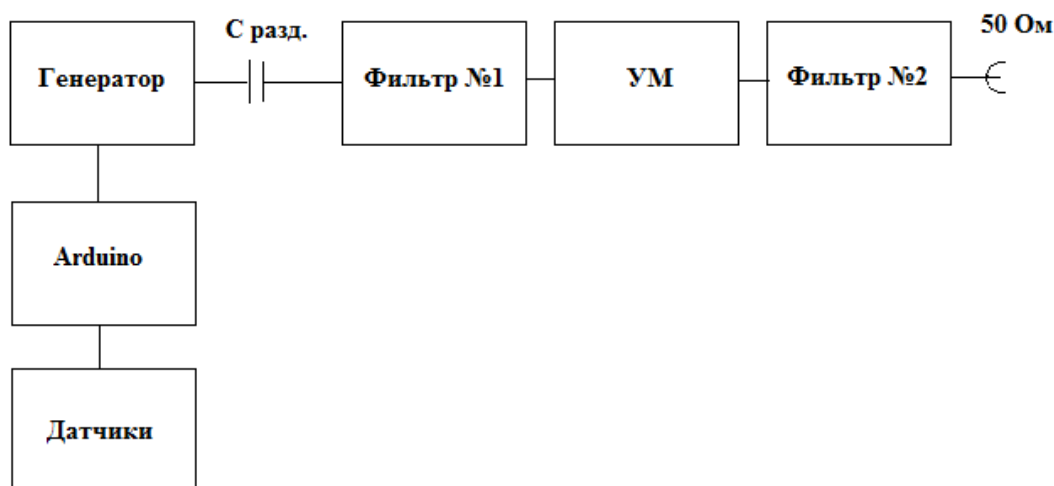 С разд.
50 Ом
Генератор
Фильтр №1
УМ
Фильтр №2
Arduino
Датчики